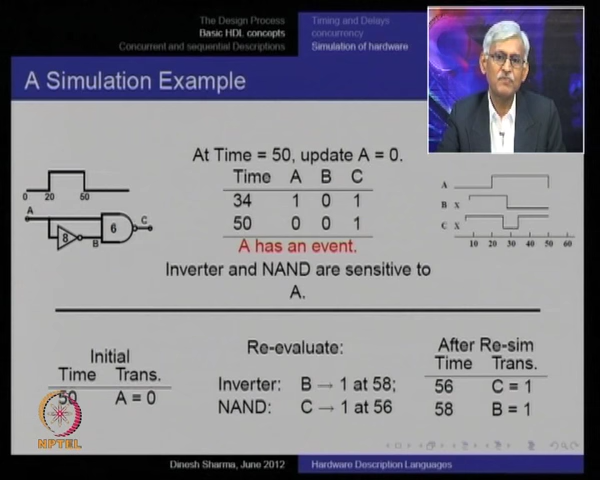 The Design Process
Basic HDL concepts
Concurrent and sequential Descriptions
Timing and Delays
concurrency
Simulation of hardware
A Simulation Example
At Time = 50, update A = 0.
Time A B C
34 1 0 1
50 0 0 1
A has an event.
Inverter and NAND are sensitive to
A.
0 20 50
A
8
B
6
C
A
B X
C X
10 20 30 40 50 60
Initial
Time Trans.
50 A = 0
Re-evaluate:
Inverter: B → 1 at 58;
NAND: C → 1 at 56
After Re-sim
Time Trans.
56 C = 1
58 B = 1
NPTEL
Dinesh Sharma, June 2012
Hardware Description Languages